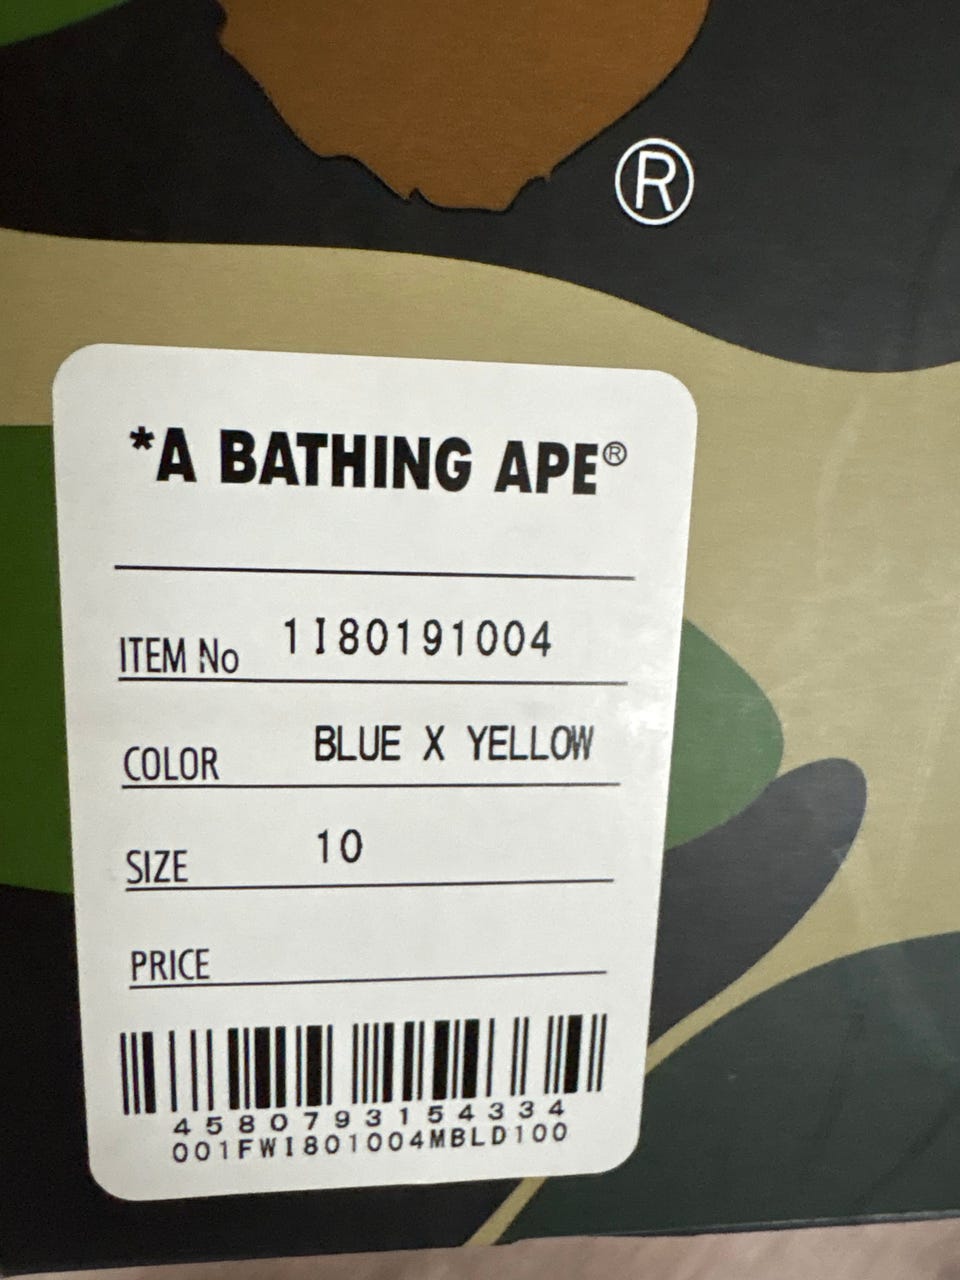 ®
*A BATHING APE®
ITEM No 1I80191004
COLOR BLUE X YELLOW
SIZE 10
PRICE
4580793154334
001FWI801004MBLD100